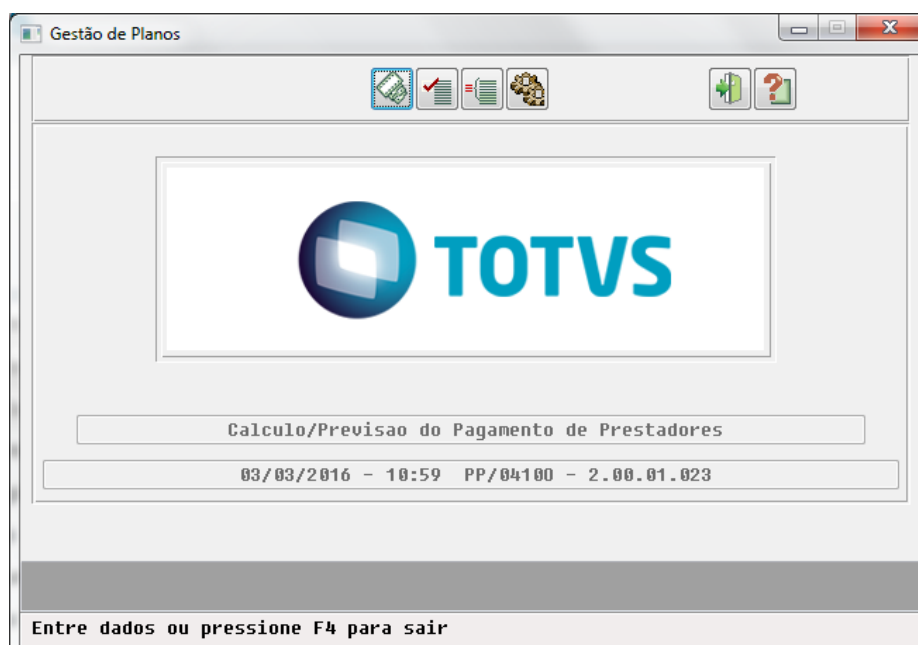 Gestão de Planos
TOTVS
Calculo/Previsao do Pagamento de Prestadores
03/03/2016 - 10:59 PP/0410O - 2.00.01.023
Entre dados ou pressione F4 para sair